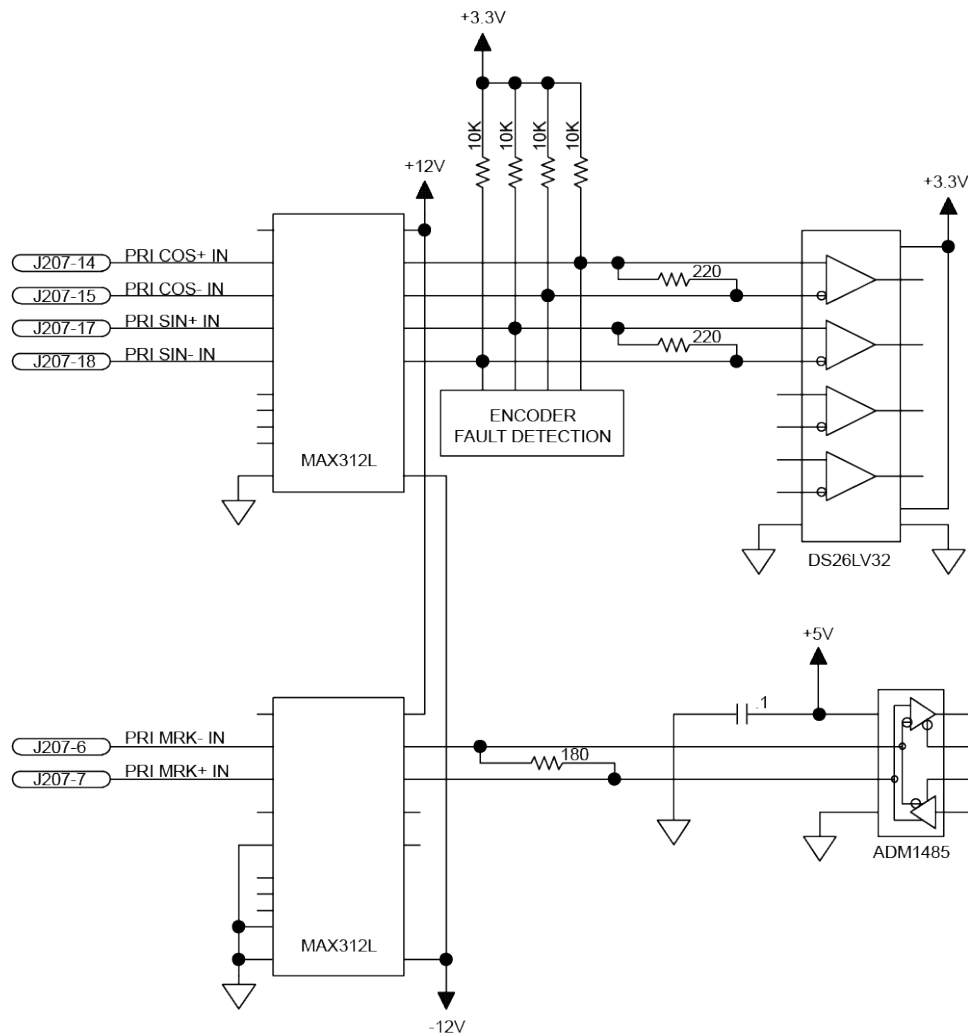 +3.3V
10K
10K
10K
10K
+12V
+3.3V
J207-14 PRI COS+ IN
220
J207-15 PRI COS- IN
J207-17 PRI SIN+ IN
220
J207-18 PRI SIN- IN
ENCODER
FAULT DETECTION
MAX312L
DS26LV32
+5V
.1
J207-6 PRI MRK- IN
180
J207-7 PRI MRK+ IN
ADM1485
MAX312L
-12V